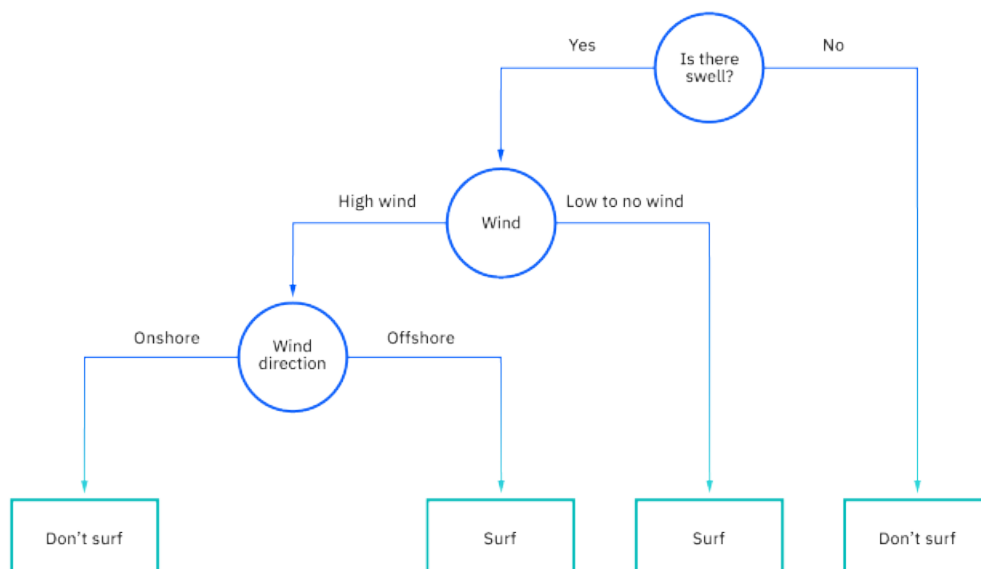 Yes
Is there
swell?
No
High wind
Wind
Low to no wind
Onshore
Wind
direction
Offshore
Don’t surf
Surf
Surf
Don’t surf